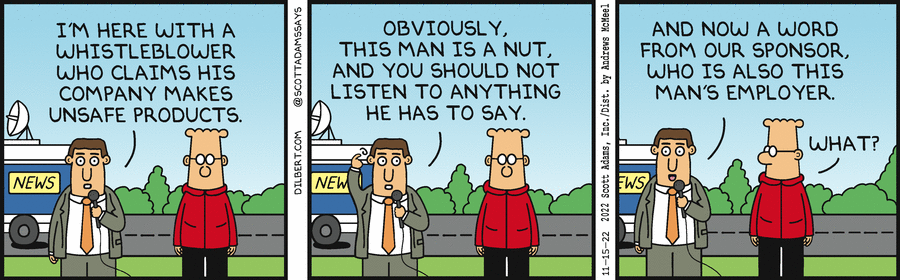 I'M HERE WITH A
WHISTLEBLOWER
WHO CLAIMS HIS
COMPANY MAKES
UNSAFE PRODUCTS.
NEWS
DILBERT.COM @SCOTTADAMSSAYS
OBVIOUSLY,
THIS MAN IS A NUT,
AND YOU SHOULD NOT
LISTEN TO ANYTHING
HE HAS TO SAY.
NEW
11-15-22 2022 Scott Adams, Inc./Dist. by Andrews McMeel
AND NOW A WORD
FROM OUR SPONSOR,
WHO IS ALSO THIS
MAN'S EMPLOYER.
WHAT?
EWS